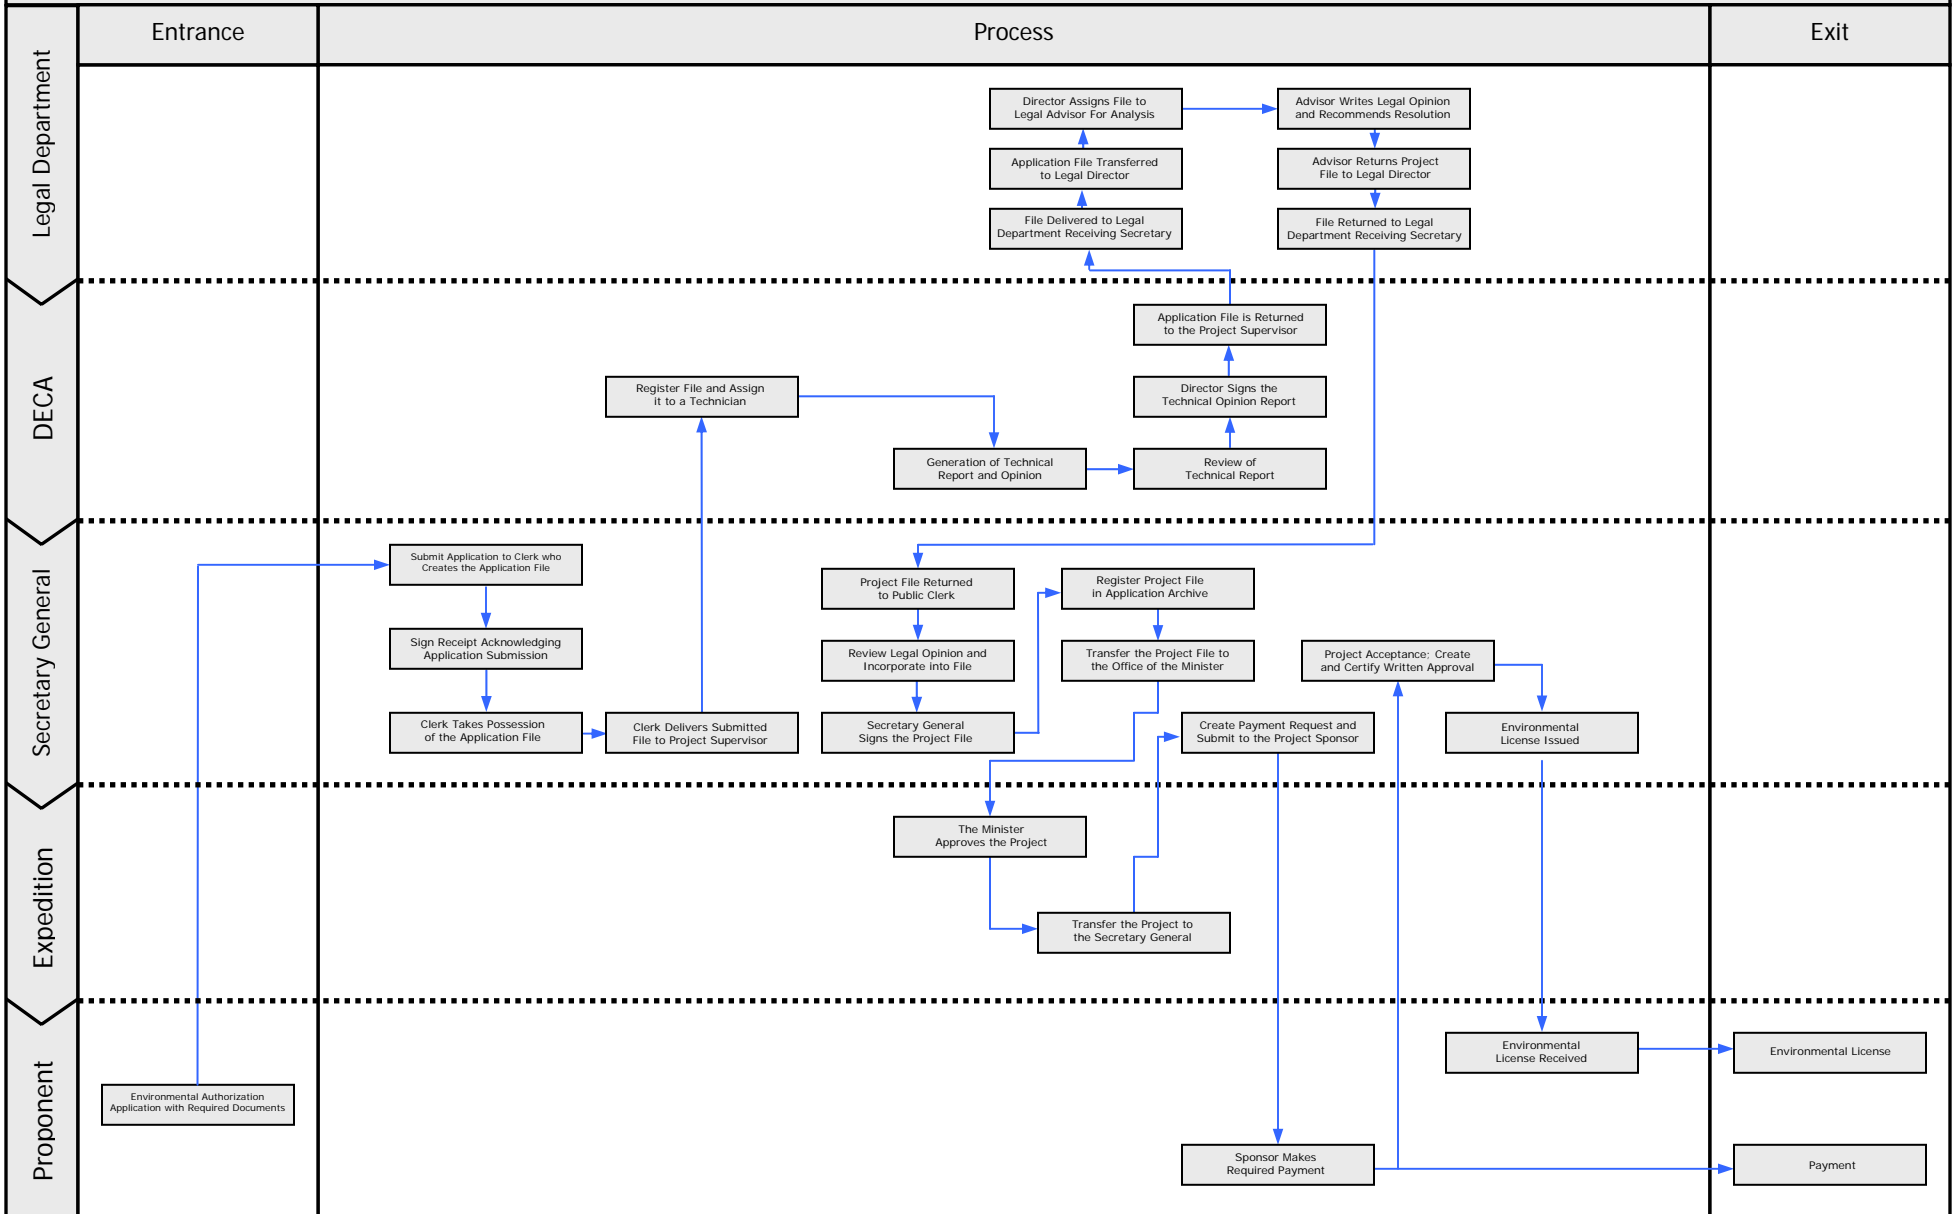 Entrance
Process
Exit
Legal Department
Director Assigns File to
Legal Advisor For Analysis
Advisor Writes Legal Opinion
and Recommends Resolution
Application File Transferred
to Legal Director
Advisor Returns Project
File to Legal Director
File Delivered to Legal
Department Receiving Secretary
File Returned to Legal
Department Receiving Secretary
DECA
Application File is Returned
to the Project Supervisor
Register File and Assign
it to a Technician
Director Signs the
Technical Opinion Report
Generation of Technical
Report and Opinion
Review of
Technical Report
Secretary General
Submit Application to Clerk who
Creates the Application File
Project File Returned
to Public Clerk
Register Project File
in Application Archive
Sign Receipt Acknowledging
Application Submission
Review Legal Opinion and
Incorporate into File
Transfer the Project File to
the Office of the Minister
Project Acceptance; Create
and Certify Written Approval
Clerk Takes Possession
of the Application File
Clerk Delivers Submitted
File to Project Supervisor
Secretary General
Signs the Project File
Create Payment Request and
Submit to the Project Sponsor
Environmental
License Issued
Expedition
The Minister
Approves the Project
Transfer the Project to
the Secretary General
Proponent
Environmental
License Received
Environmental License
Environmental Authorization
Application with Required Documents
Sponsor Makes
Required Payment
Payment